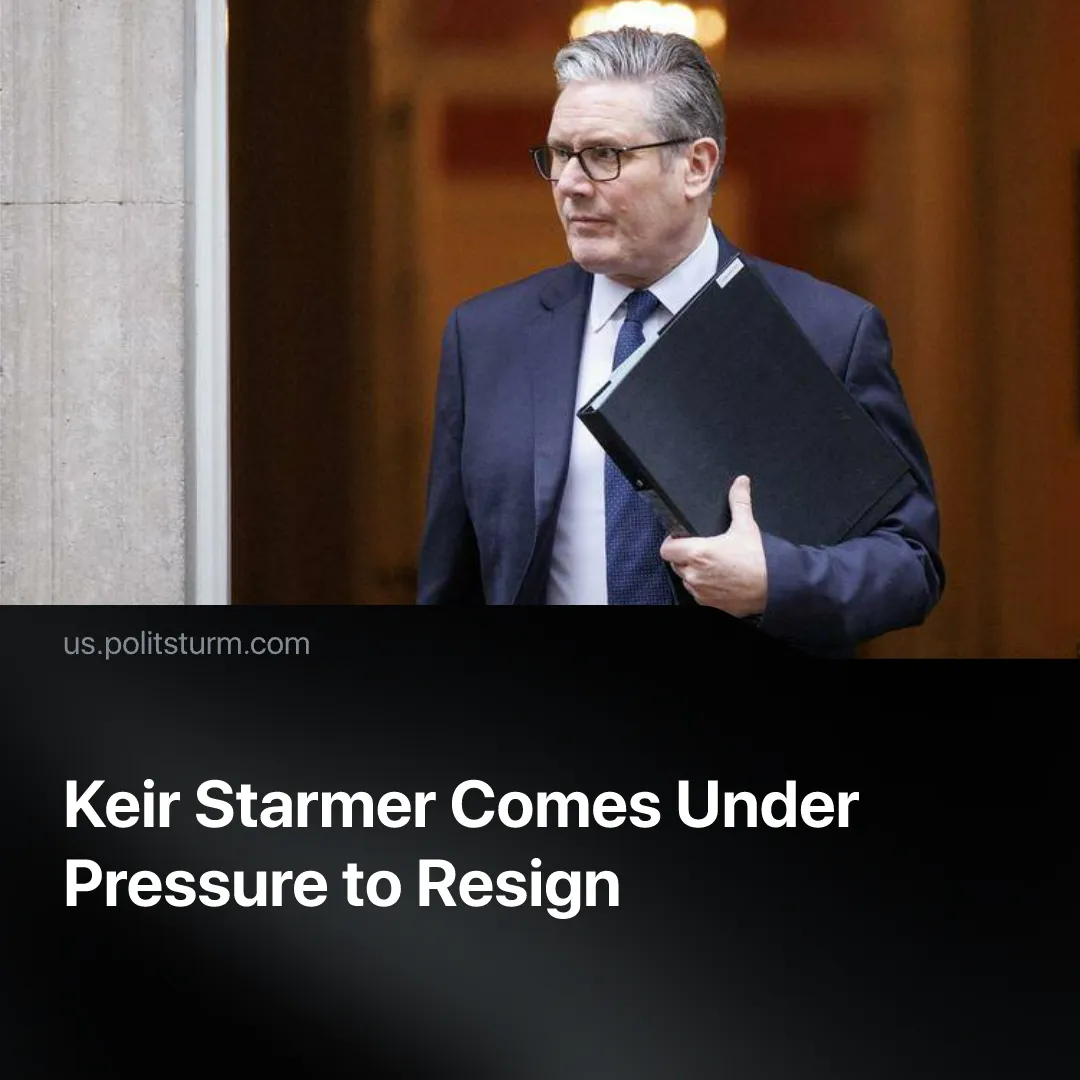 us.politsturm.com
Keir Starmer Comes Under
Pressure to Resign